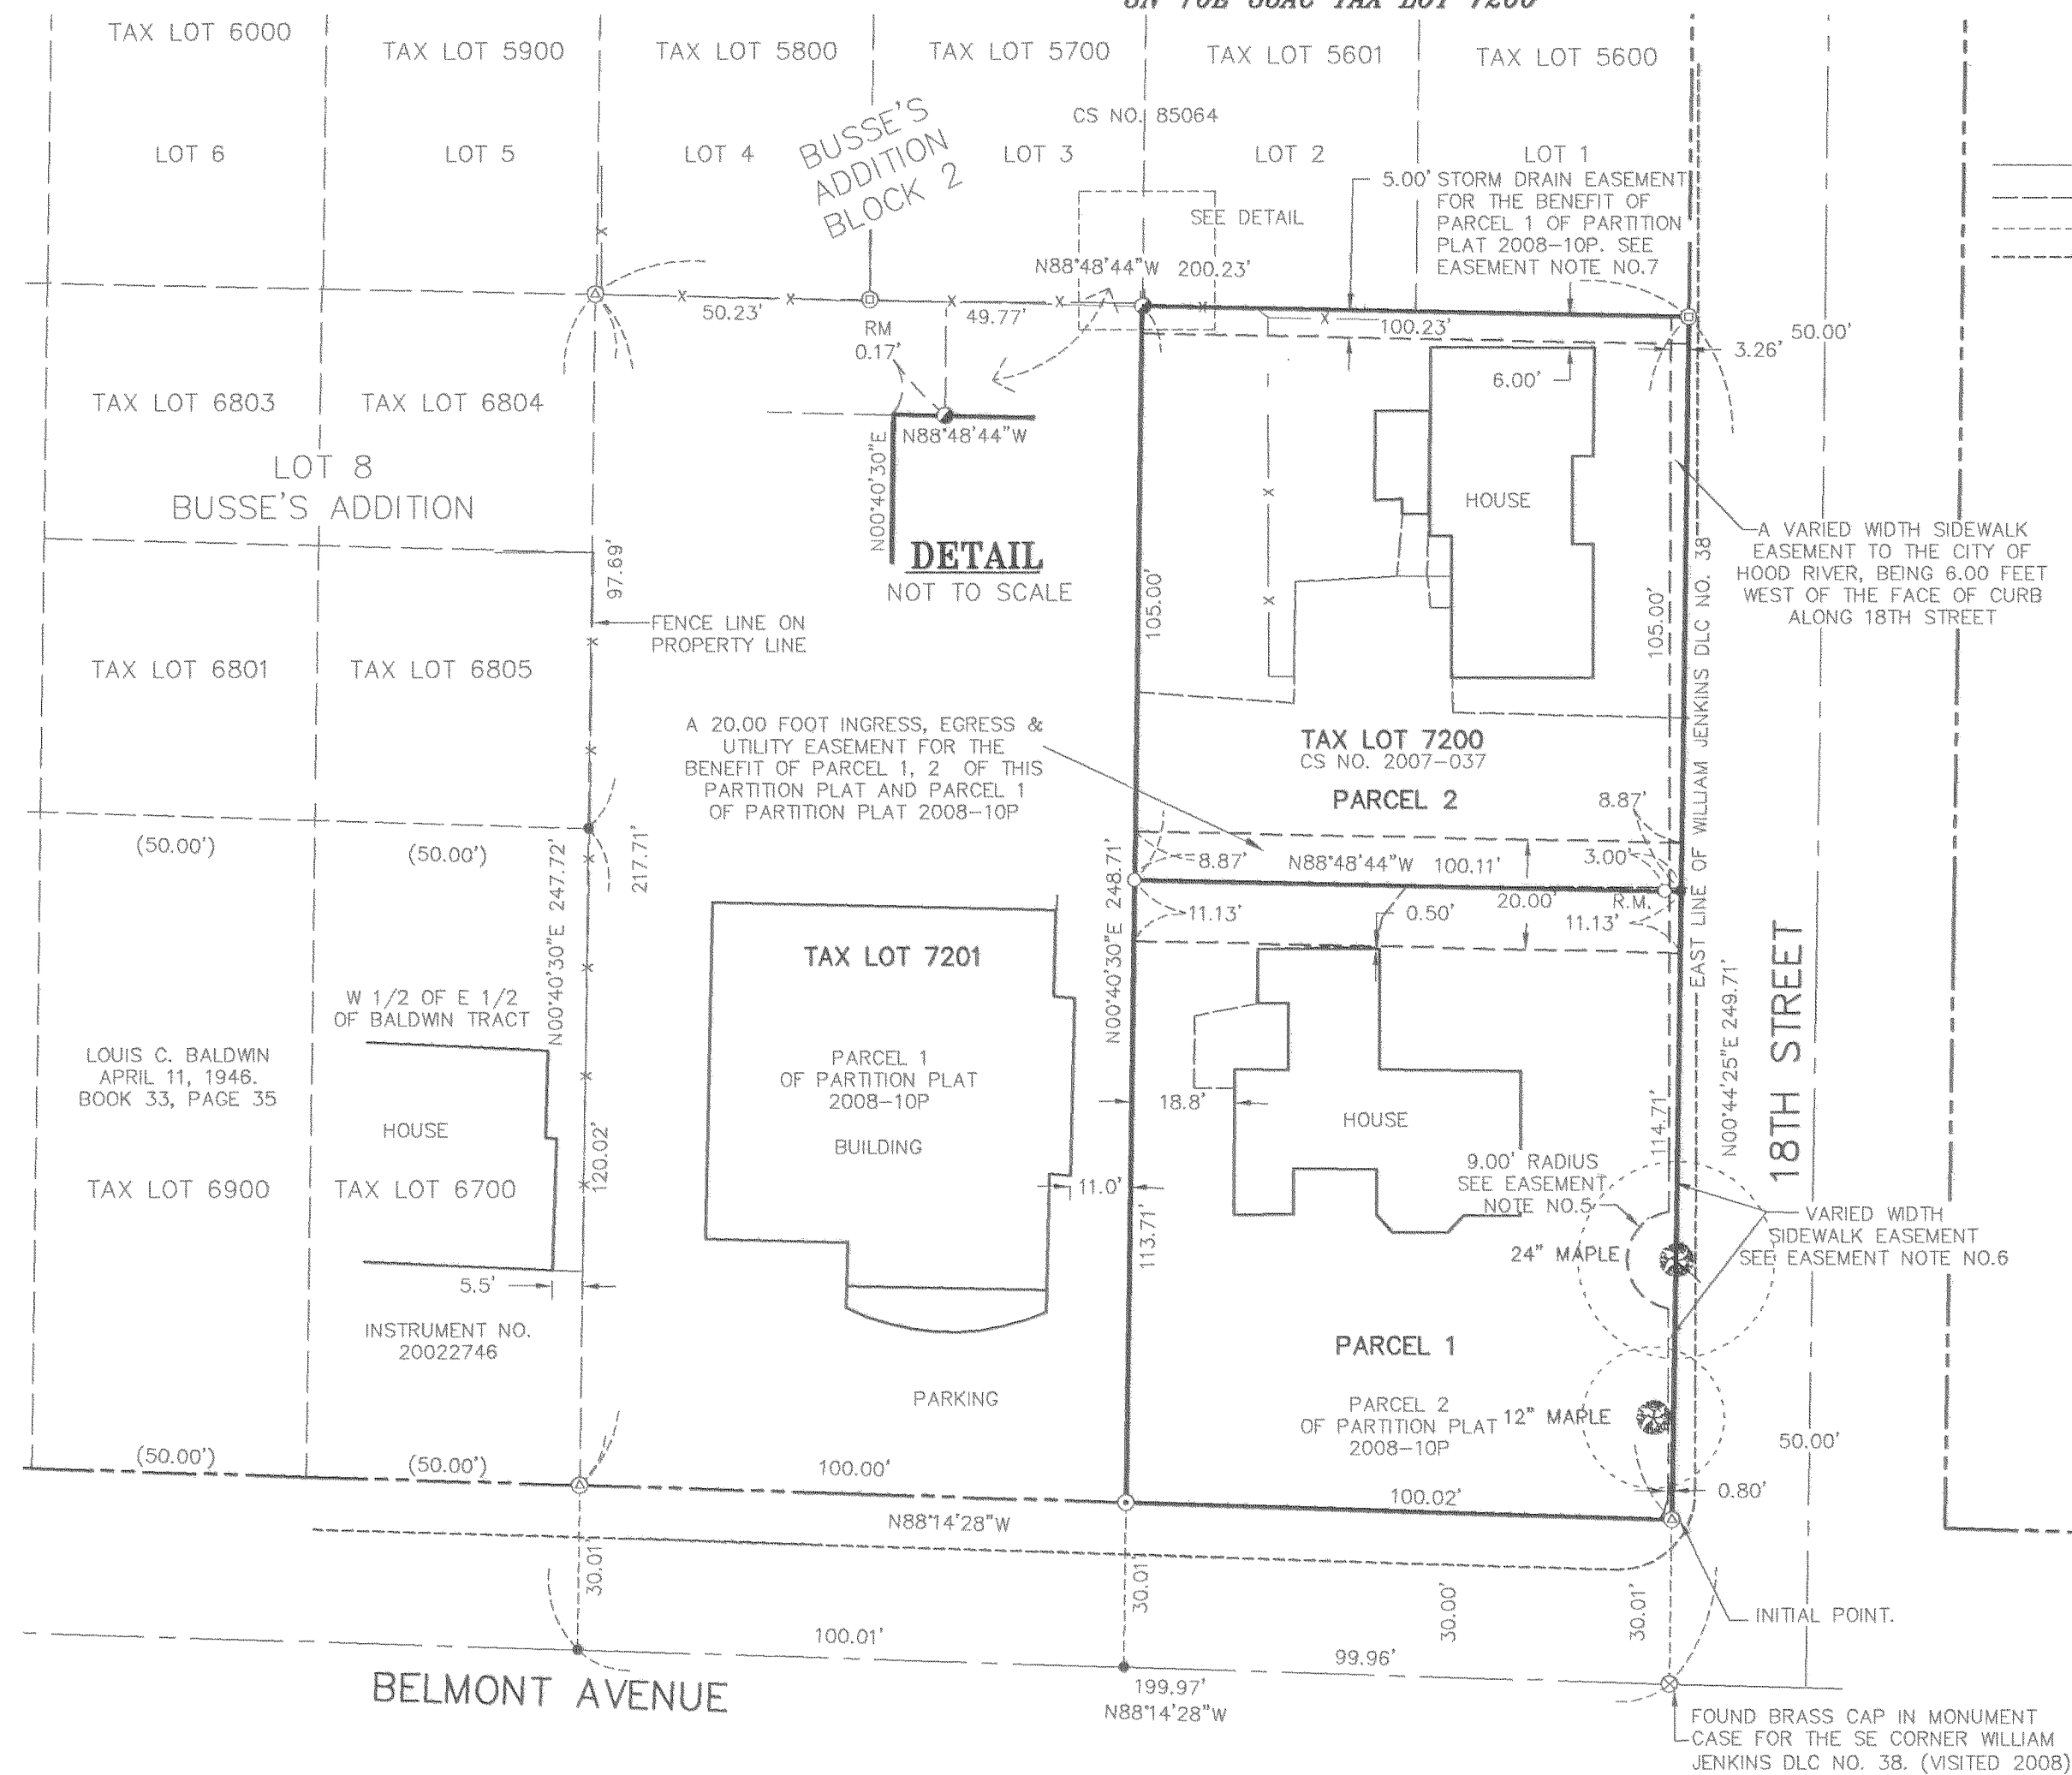 3N 10E 36AC TAX LOT 7200
TAX LOT 6000
TAX LOT 5900
TAX LOT 5800
TAX LOT 5700
TAX LOT 5601
TAX LOT 5600
CS NO. 85064
LOT 6
LOT 5
LOT 4
BUSSE'S
ADDITION
BLOCK 2
LOT 3
LOT 2
LOT 1
5.00' STORM DRAIN EASEMENT
FOR THE BENEFIT OF
PARCEL 1 OF PARTITION
PLAT 2008-10P. SEE
EASEMENT NOTE NO.7
SEE DETAIL
N88°48'44"W 200.23'
50.23'
49.77'
100.23'
50.00'
3.26'
RM
0.17'
6.00'
TAX LOT 6803
TAX LOT 6804
N88°48'44"W
N00°40'30"E
LOT 8
BUSSE'S ADDITION
DETAIL
NOT TO SCALE
HOUSE
A VARIED WIDTH SIDEWALK
EASEMENT TO THE CITY OF
HOOD RIVER, BEING 6.00 FEET
WEST OF THE FACE OF CURB
ALONG 18TH STREET
97.69'
105.00'
105.00'
EAST LINE OF WILLIAM JENKINS DLC NO. 38
FENCE LINE ON
PROPERTY LINE
TAX LOT 6801
TAX LOT 6805
A 20.00 FOOT INGRESS, EGRESS &
UTILITY EASEMENT FOR THE
BENEFIT OF PARCEL 1, 2 OF THIS
PARTITION PLAT AND PARCEL 1
OF PARTITION PLAT 2008-10P
TAX LOT 7200
CS NO. 2007-037
PARCEL 2
8.87'
(50.00')
(50.00')
N00°40'30"E 247.72'
217.71'
8.87'
N88°48'44"W 100.11'
3.00'
N00°40'30"E 248.71'
11.13'
0.50'
20.00'
R.M.
11.13'
TAX LOT 7201
W 1/2 OF E 1/2
OF BALDWIN TRACT
N00°44'25"E 249.71'
18TH STREET
LOUIS C. BALDWIN
APRIL 11, 1946.
BOOK 33, PAGE 35
PARCEL 1
OF PARTITION PLAT
2008-10P
BUILDING
18.8'
HOUSE
HOUSE
114.71'
120.02'
TAX LOT 6900
TAX LOT 6700
11.0'
9.00' RADIUS
SEE EASEMENT
NOTE NO.5
VARIED WIDTH
SIDEWALK EASEMENT
SEE EASEMENT NOTE NO.6
113.71'
24" MAPLE
5.5'
INSTRUMENT NO.
20022746
PARCEL 1
PARKING
PARCEL 2
OF PARTITION PLAT
2008-10P
12" MAPLE
50.00'
(50.00')
(50.00')
100.00'
100.02'
0.80'
N88°14'28"W
30.01'
30.01'
30.00'
30.01'
INITIAL POINT.
100.01'
99.96'
BELMONT AVENUE
199.97'
N88°14'28"W
FOUND BRASS CAP IN MONUMENT
CASE FOR THE SE CORNER WILLIAM
JENKINS DLC NO. 38. (VISITED 2008)